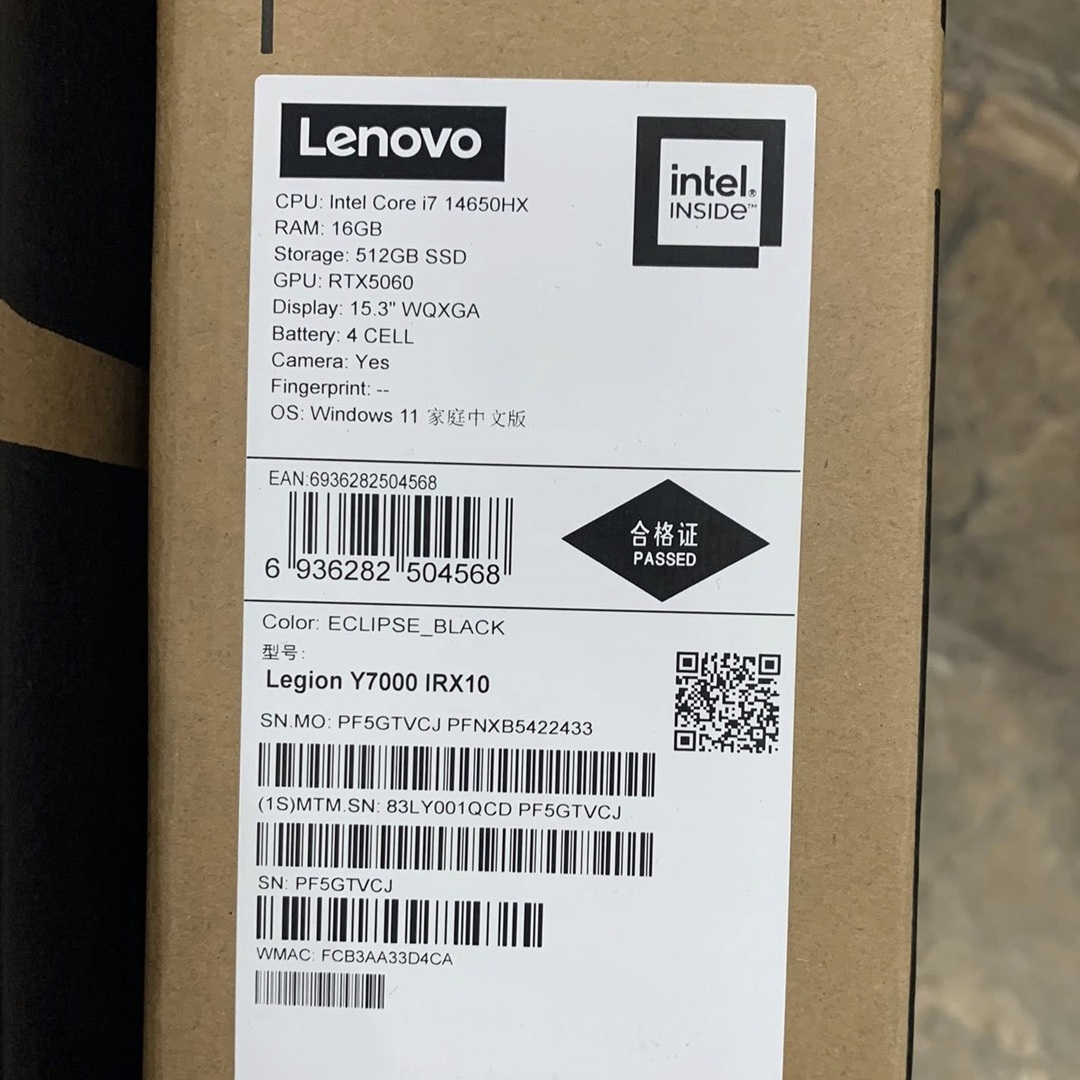 Lenovo
intel®
INSIDE™
CPU: Intel Core i7 14650HX
RAM: 16GB
Storage: 512GB SSD
GPU: RTX5060
Display: 15.3" WQXGA
Battery: 4 CELL
Camera: Yes
Fingerprint: --
OS: Windows 11 家庭中文版
EAN:6936282504568
6 936282 504568
合格证
PASSED
Color: ECLIPSE_BLACK
型号:
Legion Y7000 IRX10
SN.MO: PF5GTVCJ PFNXB5422433
(1S)MTM.SN: 83LY001QCD PF5GTVCJ
SN: PF5GTVCJ
WMAC: FCB3AA33D4CA